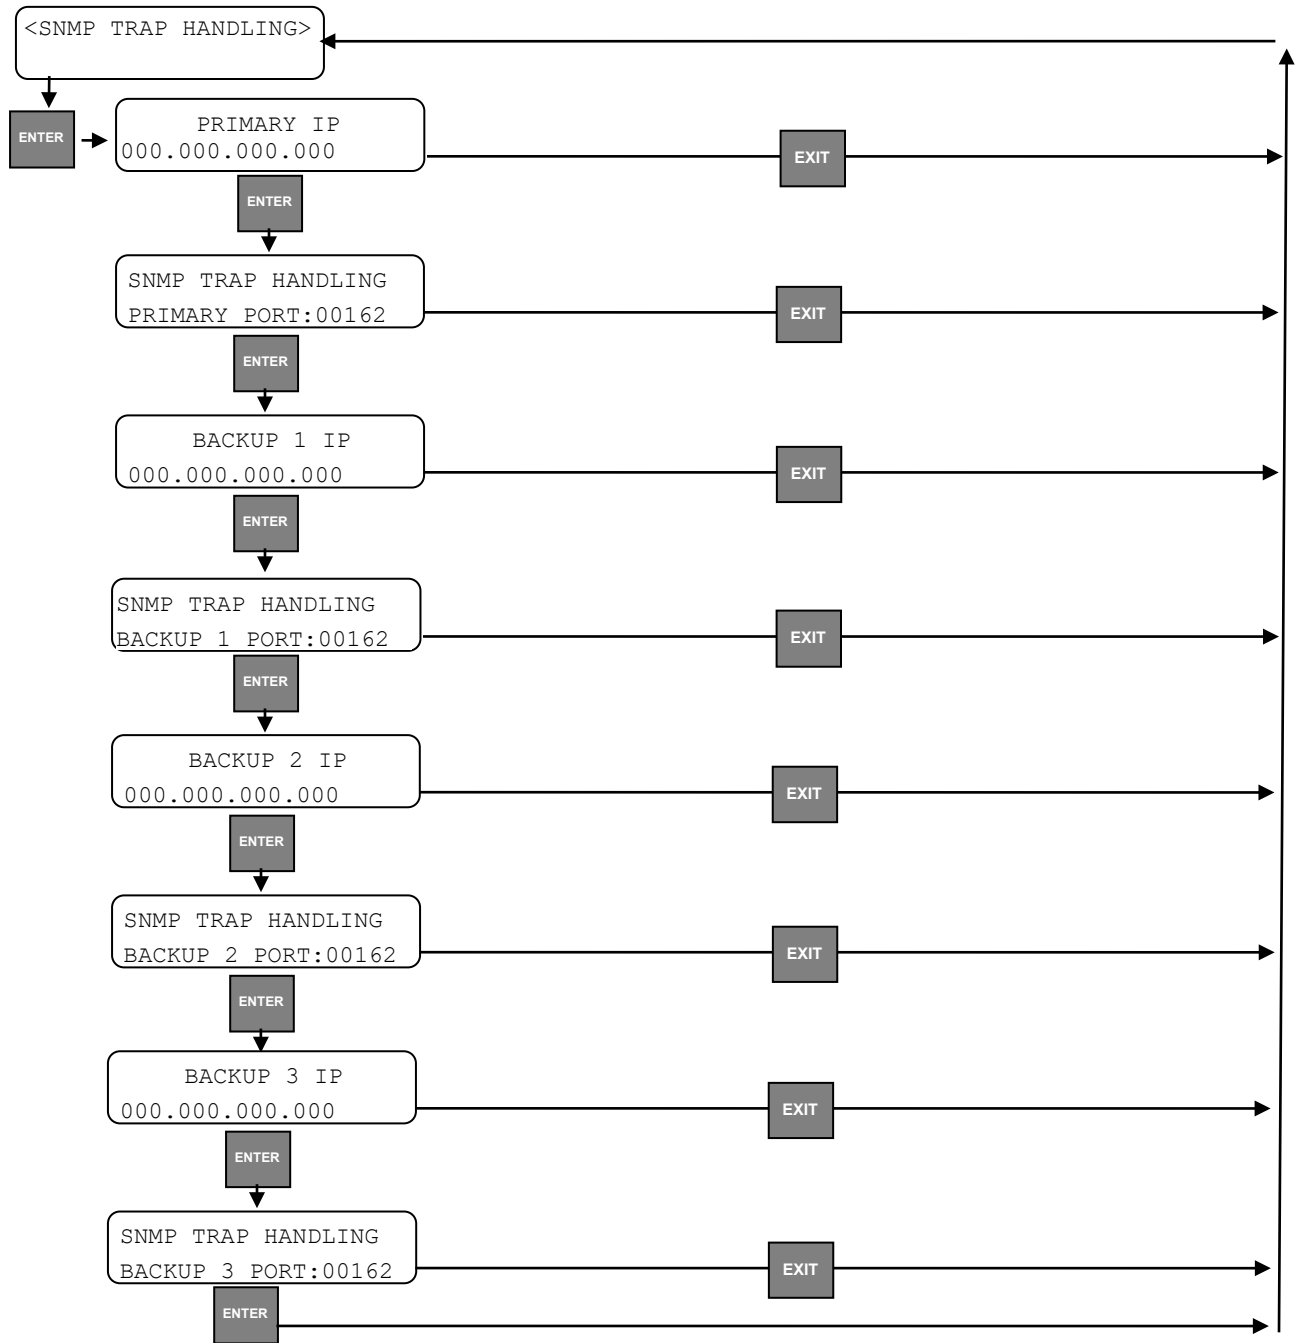 <SNMP TRAP HANDLING>
ENTER
PRIMARY IP
000.000.000.000
EXIT
ENTER
SNMP TRAP HANDLING
PRIMARY PORT:00162
EXIT
ENTER
BACKUP 1 IP
000.000.000.000
EXIT
ENTER
SNMP TRAP HANDLING
BACKUP 1 PORT:00162
EXIT
ENTER
BACKUP 2 IP
000.000.000.000
EXIT
ENTER
SNMP TRAP HANDLING
BACKUP 2 PORT:00162
EXIT
ENTER
BACKUP 3 IP
000.000.000.000
EXIT
ENTER
SNMP TRAP HANDLING
BACKUP 3 PORT:00162
EXIT
ENTER